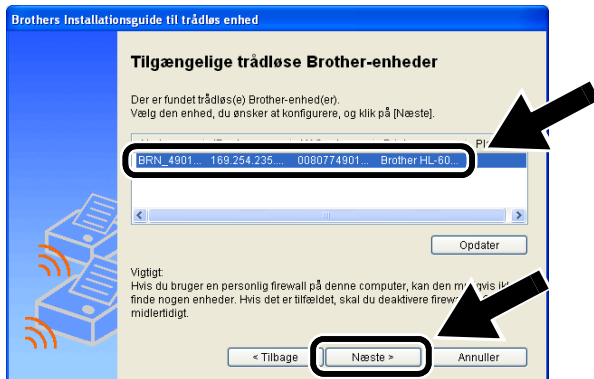 Brothers Installationsguide til trådløs enhed
Tilgængelige trådløse Brother-enheder
Der er fundet trådløs(e) Brother-enhed(er).
Vælg den enhed, du ønsker at konfigurere, og klik på [Næste].
BRN_4901... 169.254.235.... 0080774901... Brother HL-60...
Opdater
Vigtigt:
Hvis du bruger en personlig firewall på denne computer, kan den
finde nogen enheder. Hvis det er tilfældet, skal du deaktivere
midlertidigt.
< Tilbage Næste > Annuller